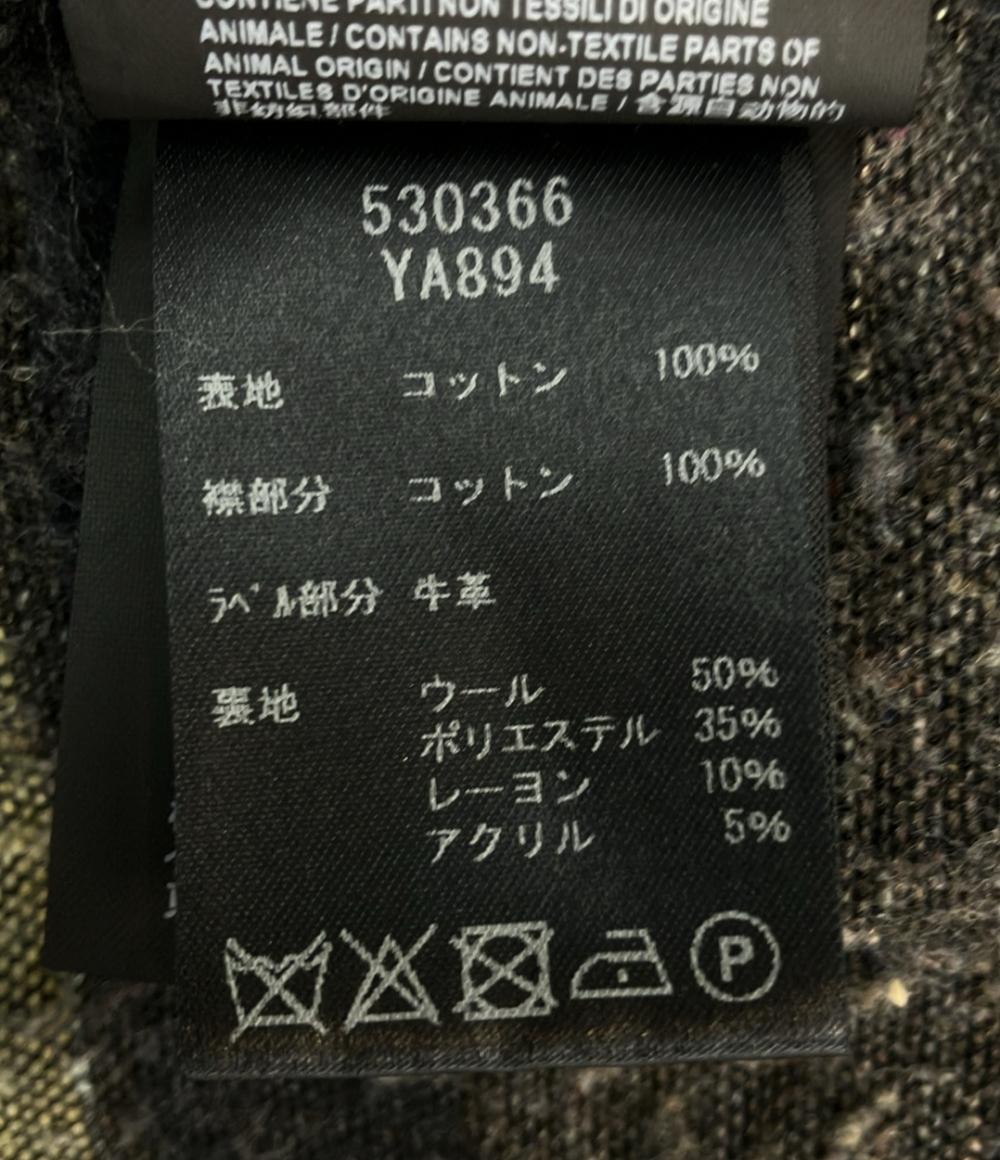 CONTIENE PARTI NON TESSILI DI ORIGINE
ANIMALE / CONTAINS NON-TEXTILE PARTS OF
ANIMAL ORIGIN / CONTIENT DES PARTIES NON
TEXTILES D'ORIGINE ANIMALE / 含源自动物的
非纺织部件
530366
YA894
表地 コットン 100%
襟部分 コットン 100%
ﾗﾍﾞﾙ部分 牛革
裏地 ウール 50%
ポリエステル 35%
レーヨン 10%
アクリル 5%
P